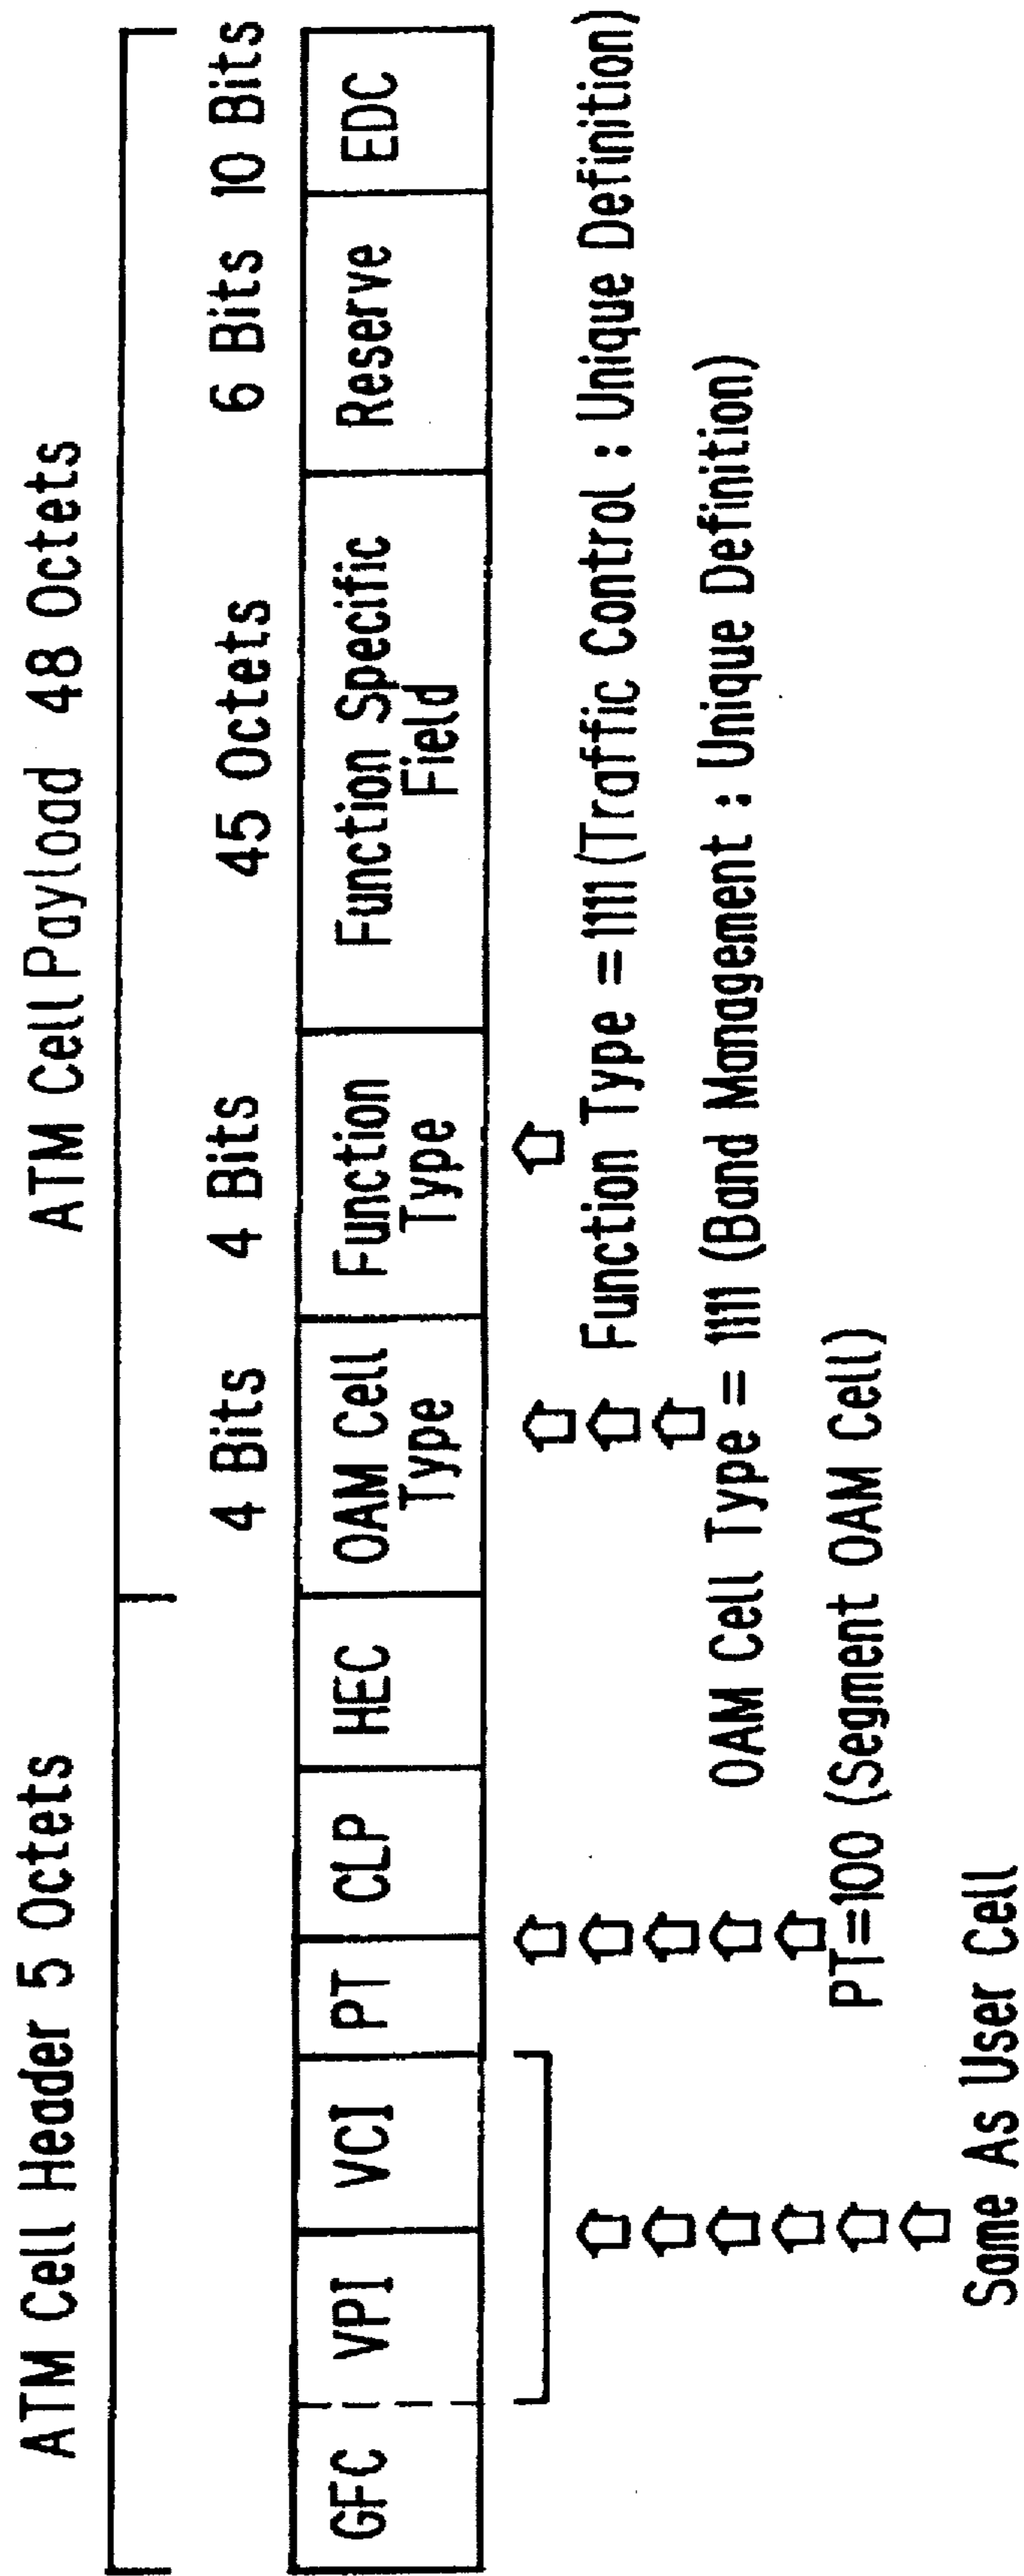 ATM Cell Header 5 Octets
ATM Cell Payload 48 Octets
4 Bits
4 Bits
45 Octets
6 Bits
10 Bits
GFC
VPI
VCI
PT
CLP
HEC
OAM Cell
Type
Function
Type
Function Specific
Field
Reserve
EDC
Function Type = 1111 (Traffic Control : Unique Definition)
OAM Cell Type = 1111 (Band Management : Unique Definition)
PT=100 (Segment OAM Cell)
Same As User Cell